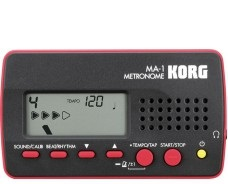 MA-1
METRONOME KORG
4 TEMPO 120
SOUND/CALIB BEAT/RHYTHM ▼ ▲ +TEMPO/TAP START/STOP